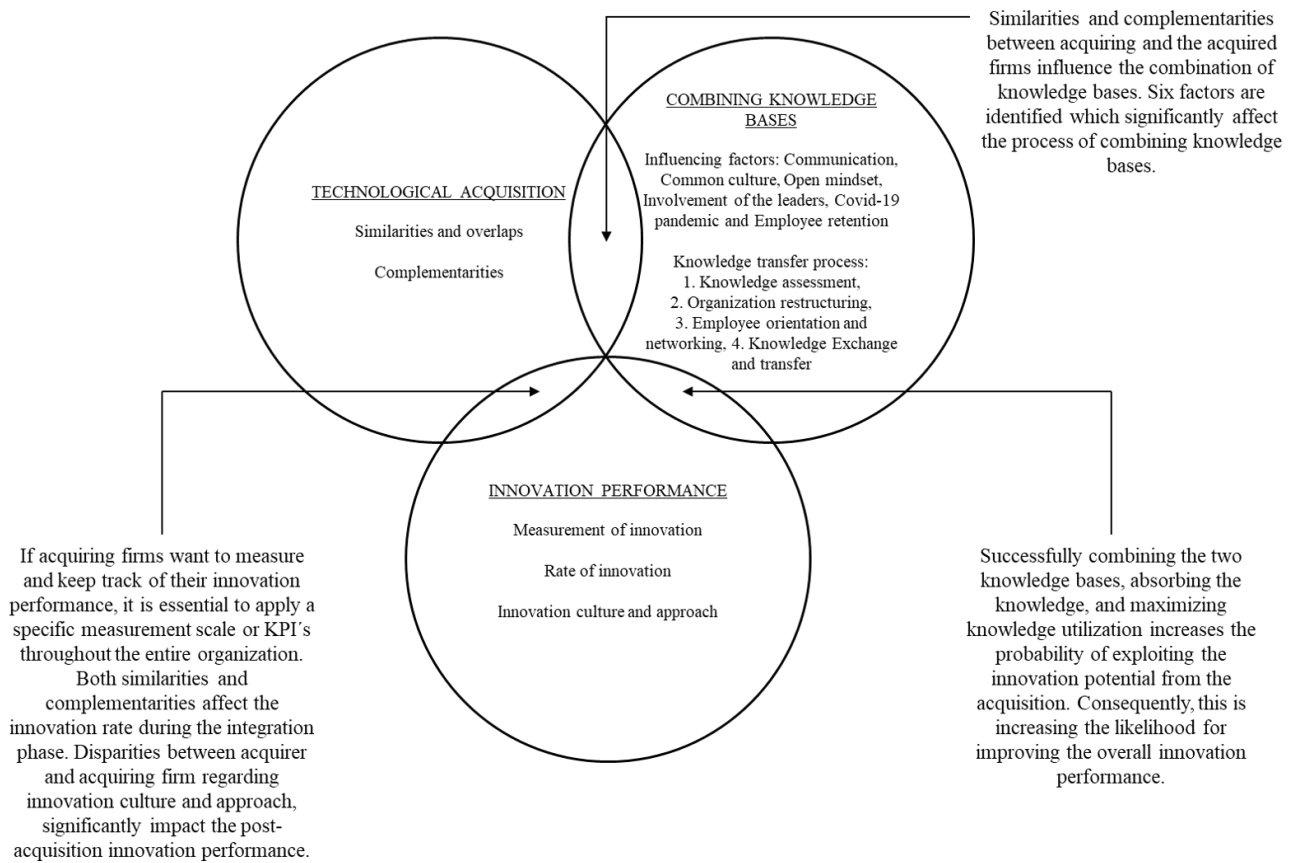 Similarities and complementarities
between acquiring and the acquired
firms influence the combination of
knowledge bases. Six factors are
identified which significantly affect
the process of combining knowledge
bases.
COMBINING KNOWLEDGE
BASES
Influencing factors: Communication,
Common culture, Open mindset,
Involvement of the leaders, Covid-19
pandemic and Employee retention
Knowledge transfer process:
1. Knowledge assessment,
2. Organization restructuring,
3. Employee orientation and
networking, 4. Knowledge Exchange
and transfer
TECHNOLOGICAL ACQUISITION
Similarities and overlaps
Complementarities
INNOVATION PERFORMANCE
Measurement of innovation
Rate of innovation
Innovation culture and approach
If acquiring firms want to measure
and keep track of their innovation
performance, it is essential to apply a
specific measurement scale or KPI´s
throughout the entire organization.
Both similarities and
complementarities affect the
innovation rate during the integration
phase. Disparities between acquirer
and acquiring firm regarding
innovation culture and approach,
significantly impact the post-
acquisition innovation performance.
Successfully combining the two
knowledge bases, absorbing the
knowledge, and maximizing
knowledge utilization increases the
probability of exploiting the
innovation potential from the
acquisition. Consequently, this is
increasing the likelihood for
improving the overall innovation
performance.